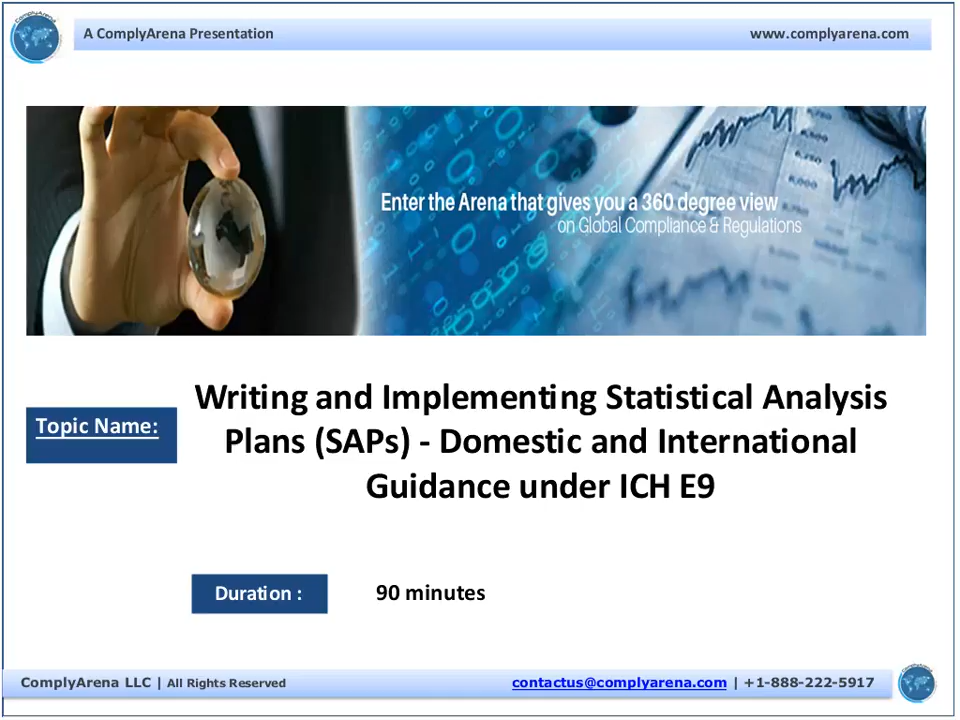 ComplyArena
A ComplyArena Presentation
www.complyarena.com
Enter the Arena that gives you a 360 degree view
on Global Compliance & Regulations
Topic Name:
Writing and Implementing Statistical Analysis
Plans (SAPs) - Domestic and International
Guidance under ICH E9
Duration :
90 minutes
ComplyArena LLC | All Rights Reserved
contactus@complyarena.com | +1-888-222-5917
ComplyArena